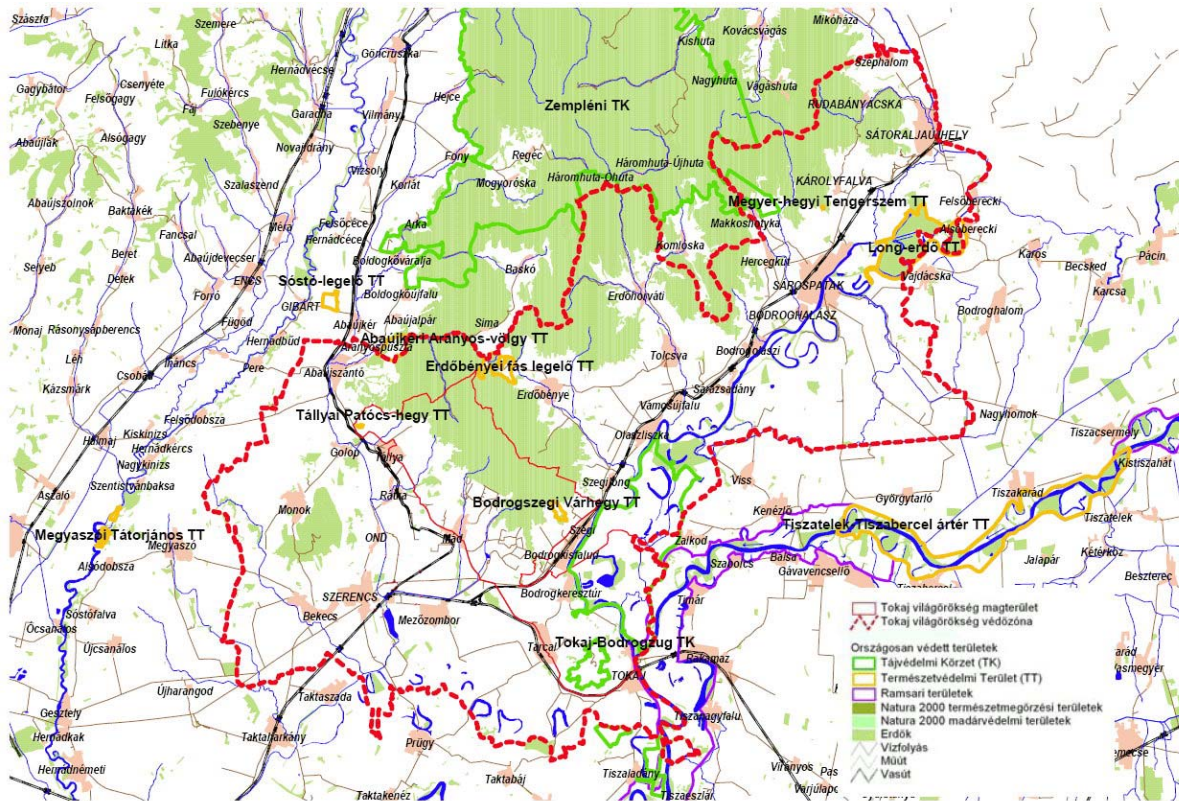 Szászfa
Szemere
Litka
Göncruszka
Kovácsvágás
Mikóháza
Kishuta
Hernádvécse
Széphalom
Gagybátor
Csenyéte
Felsőgagy
Fulókércs
Fáj
Garadna
Vilmány
Hejce
Zempléni TK
Nagyhuta
Vágáshuta
RUDABÁNYÁCSKA
Szebenye
Alsógagy
Novajidrány
SÁTORALJAÚJHELY
Fony
Regéc
Háromhuta-Újhuta
Vizsoly
Szalaszend
Korlát
Mogyoróska
Háromhuta-Óhuta
KÁROLYFALVA
Abaújszolnok
Baktakék
Megyer-hegyi Tengerszem TT
Felsőberecki
Fancsal
Méra
Felsőcéce
Arka
Makkoshotyka
Alsóberecki
Hernádcéce
Komlóska
Long-erdő TT
Beret
Abaújdevecser
Boldogkőváralja
Hercegkút
Karos
Pácin
Selyeb
Detek
ENCS
Sóstó-legelő TT
Baskó
Vajdácska
Becsked
Karcsa
Forró
Boldogkőújfalu
SÁROSPATAK
GIBÁRT
Erdőhorváti
BODROGHALÁSZ
Bodroghalom
Monaj
Rásonysápberencs
Fügöd
Abaújkér
Abaújalpár
Sima
Hernádbüd
Abaújkéri Aranyos-völgy TT
Aranyospuszta
Bodrogolaszi
Léh
Ináncs
Pere
Tolcsva
Erdőbényei fás legelő TT
Csobád
Abaújszántó
Sárazsadány
Kázsmárk
Erdőbénye
Vámosújfalu
Nagyhomok
Tállyai Patócs-hegy TT
Felsődobsza
Kiskinizs
Halmaj
Hernádkércs
Olaszliszka
Tiszacsermely
Golop
Tállya
Nagykinizs
Kistiszahát
Szentistvánbaksa
Aszaló
Rátka
Szegilong
Viss
Györgytarló
Tiszakarád
Monok
Bodrogszegi Várhegy TT
Kenézlő
Tiszatelek Tiszabercel ártér TT
Tiszatelek
Megyaszói Tátorjános TT
Megyaszó
OND
Mád
Szegi
Zalkod
Alsódobsza
Bodrogkisfalud
Szabolcs
Balsa
Jalapár
Kétérköz
Gávavencsellő
Beszterec
SZERENCS
Bodrogkeresztúr
Sóstófalva
Bekecs
Mezőzombor
Timár
Ócsanálos
Újcsanálos
Tarcal
Tokaj-Bodrogzug TK
Rakamaz
TOKAJ
Újharangod
Taktaszada
Gesztely
Tiszanagyfalu
Hernádkak
Taktaharkány
Prügy
Virányos
Hernádnémeti
Taktabáj
Tiszaladány
Taktakenéz
Tiszaeszlár
Tokaj világörökség magterület
Tokaj világörökség védőzóna
Országosan védett területek
Tájvédelmi Körzet (TK)
Természetvédelmi Terület (TT)
Ramsari területek
Natura 2000 természetmegőrzési területek
Natura 2000 madárvédelmi területek
Erdők
Vízfolyás
Műút
Vasút